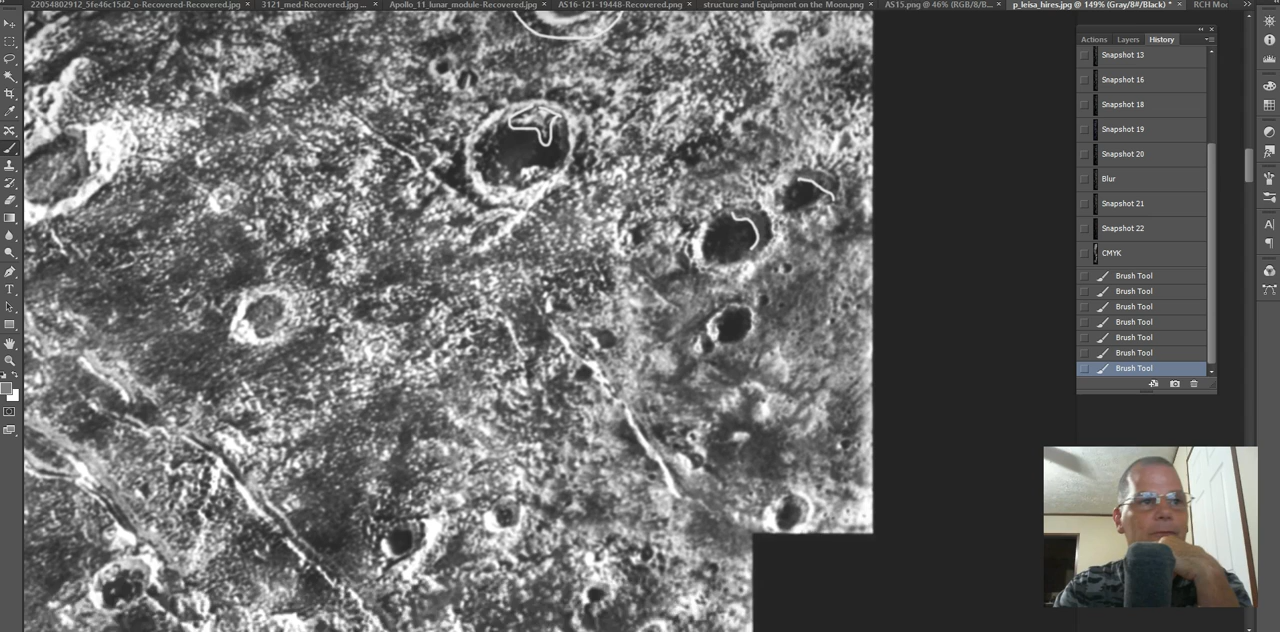 22054802912_5fe46c15d2_o-Recovered-Recovered.jpg × 3121_med-Recovered.jpg ... × Apollo_11_lunar_module-Recovered.jpg × AS16-121-19448-Recovered.png × structure and Equipment on the Moon.png × AS15.png @ 46% (RGB/8/B... × p_leisa_hires.jpg @ 149% (Gray/8#/Black) * × RCH Mo
Actions Layers History
Snapshot 13
Snapshot 16
Snapshot 18
Snapshot 19
Snapshot 20
Blur
Snapshot 21
Snapshot 22
CMYK
Brush Tool
Brush Tool
Brush Tool
Brush Tool
Brush Tool
Brush Tool
Brush Tool